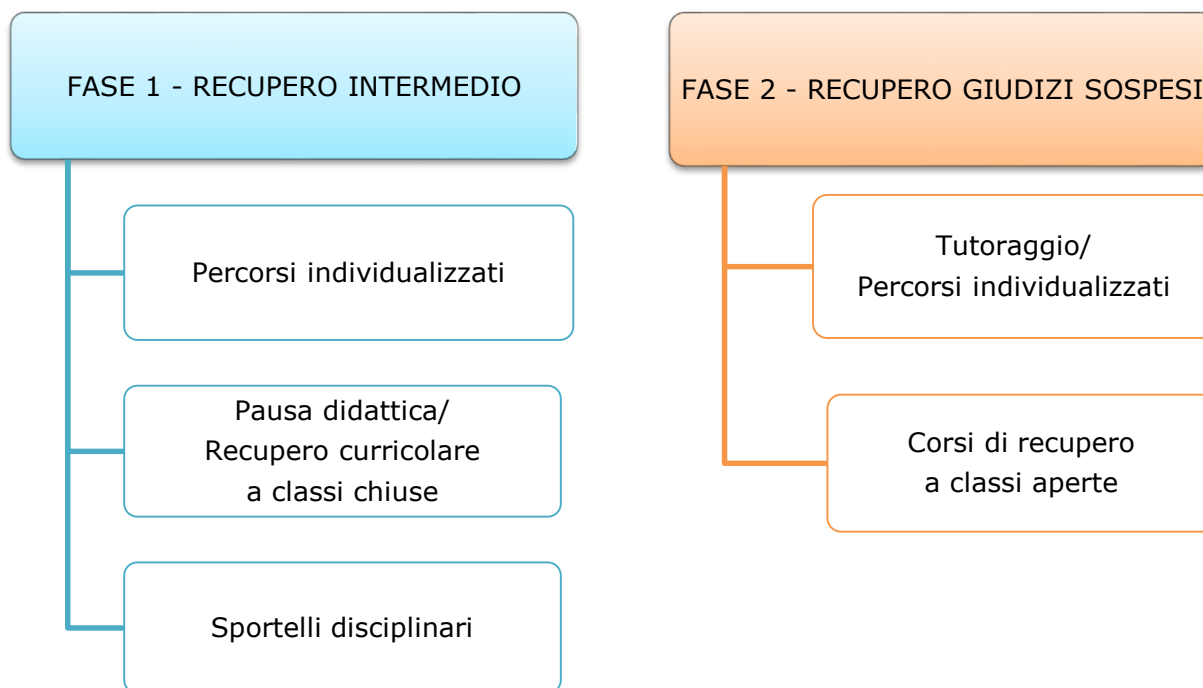 FASE 1 - RECUPERO INTERMEDIO
Percorsi individualizzati
Pausa didattica/
Recupero curricolare
a classi chiuse
Sportelli disciplinari
FASE 2 - RECUPERO GIUDIZI SOSPESI
Tutoraggio/
Percorsi individualizzati
Corsi di recupero
a classi aperte